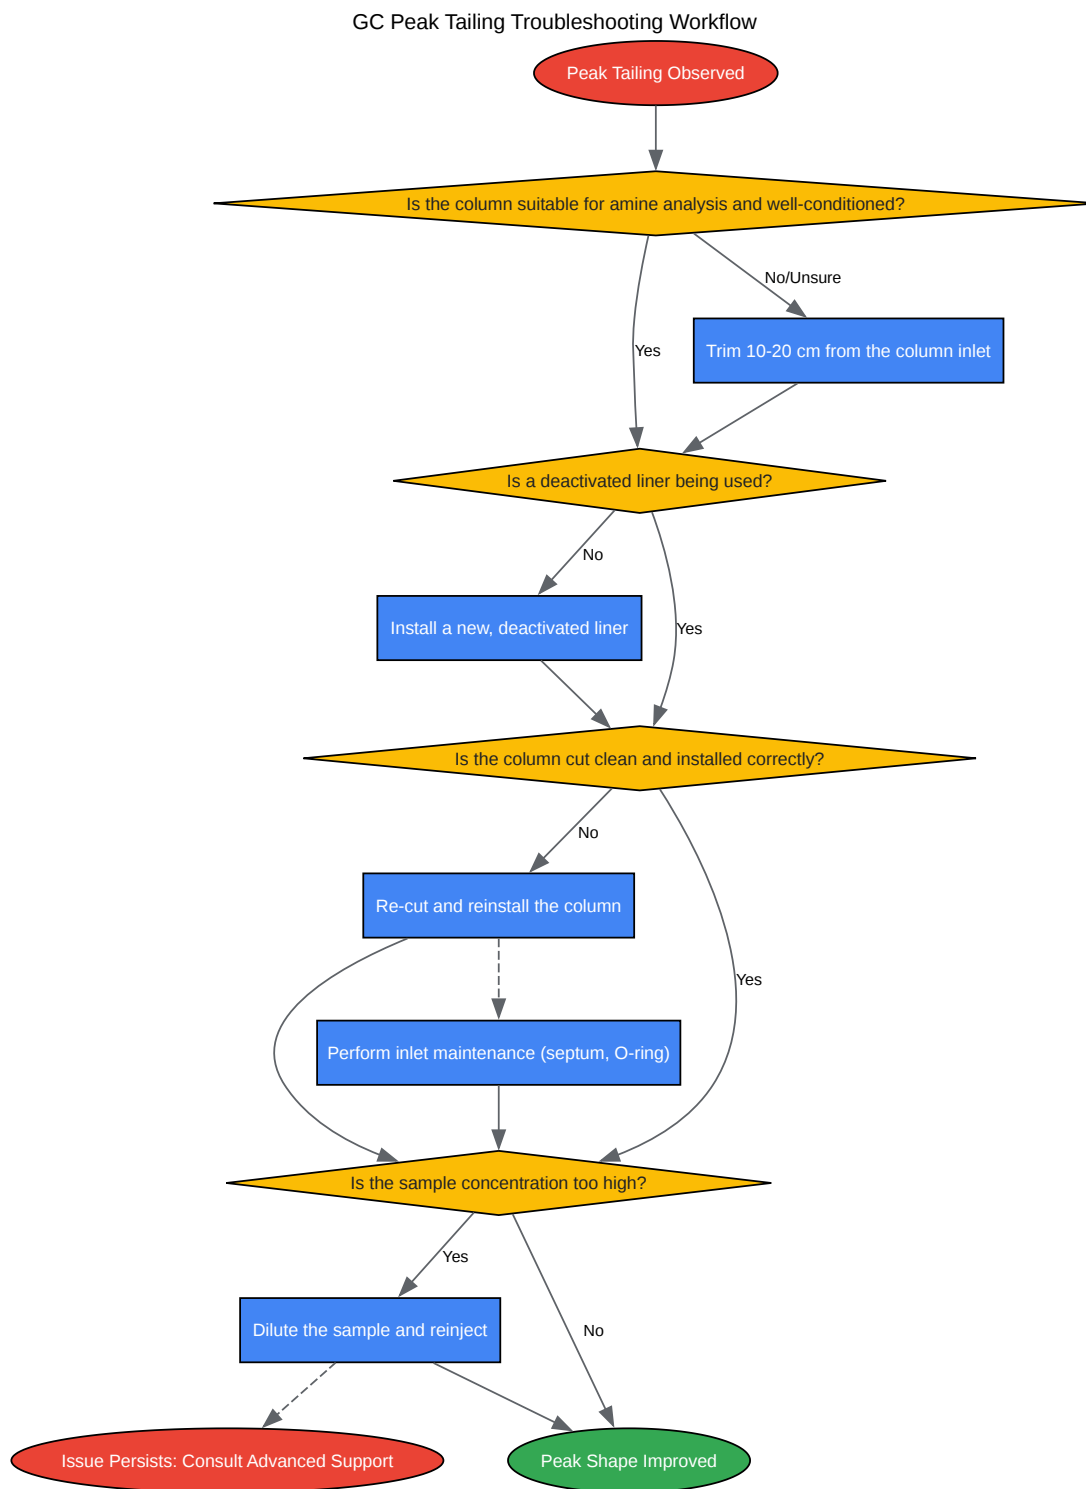 GC Peak Tailing Troubleshooting Workflow
Peak Tailing Observed
Is the column suitable for amine analysis and well-conditioned?
No/Unsure
Yes
Trim 10-20 cm from the column inlet
Is a deactivated liner being used?
No
Install a new, deactivated liner
Yes
Is the column cut clean and installed correctly?
No
Re-cut and reinstall the column
Yes
Perform inlet maintenance (septum, O-ring)
Is the sample concentration too high?
Yes
Dilute the sample and reinject
No
Issue Persists: Consult Advanced Support
Peak Shape Improved